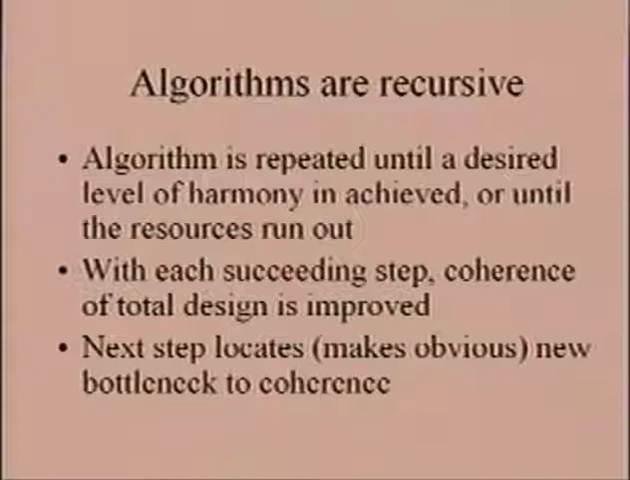 Algorithms are recursive
• Algorithm is repeated until a desired
level of harmony in achieved, or until
the resources run out
• With each succeeding step, coherence
of total design is improved
• Next step locates (makes obvious) new
bottleneck to coherence